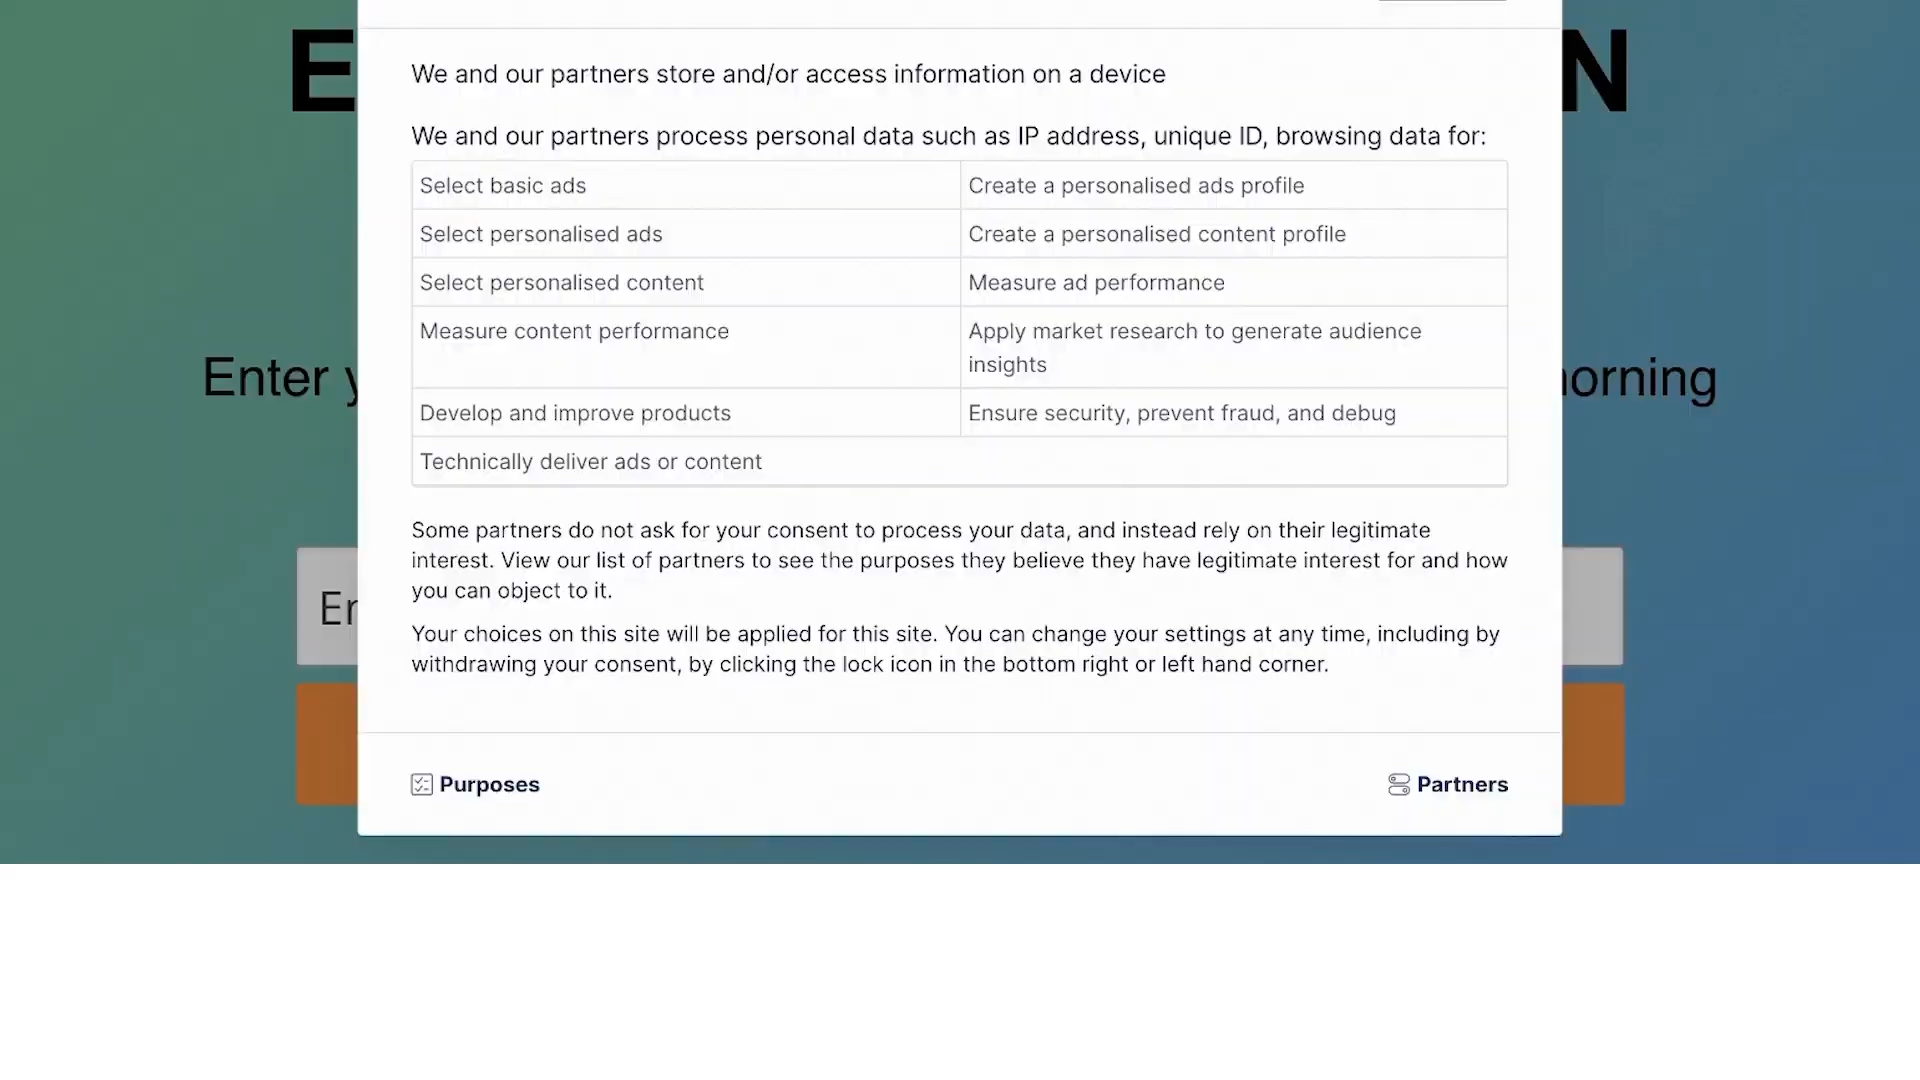 E N
We and our partners store and/or access information on a device
We and our partners process personal data such as IP address, unique ID, browsing data for:
Select basic ads
Create a personalised ads profile
Select personalised ads
Create a personalised content profile
Select personalised content
Measure ad performance
Measure content performance
Apply market research to generate audience
insights
Enter orning
Develop and improve products
Ensure security, prevent fraud, and debug
Technically deliver ads or content
Some partners do not ask for your consent to process your data, and instead rely on their legitimate
interest. View our list of partners to see the purposes they believe they have legitimate interest for and how
you can object to it.
Er
Your choices on this site will be applied for this site. You can change your settings at any time, including by
withdrawing your consent, by clicking the lock icon in the bottom right or left hand corner.
Purposes
Partners